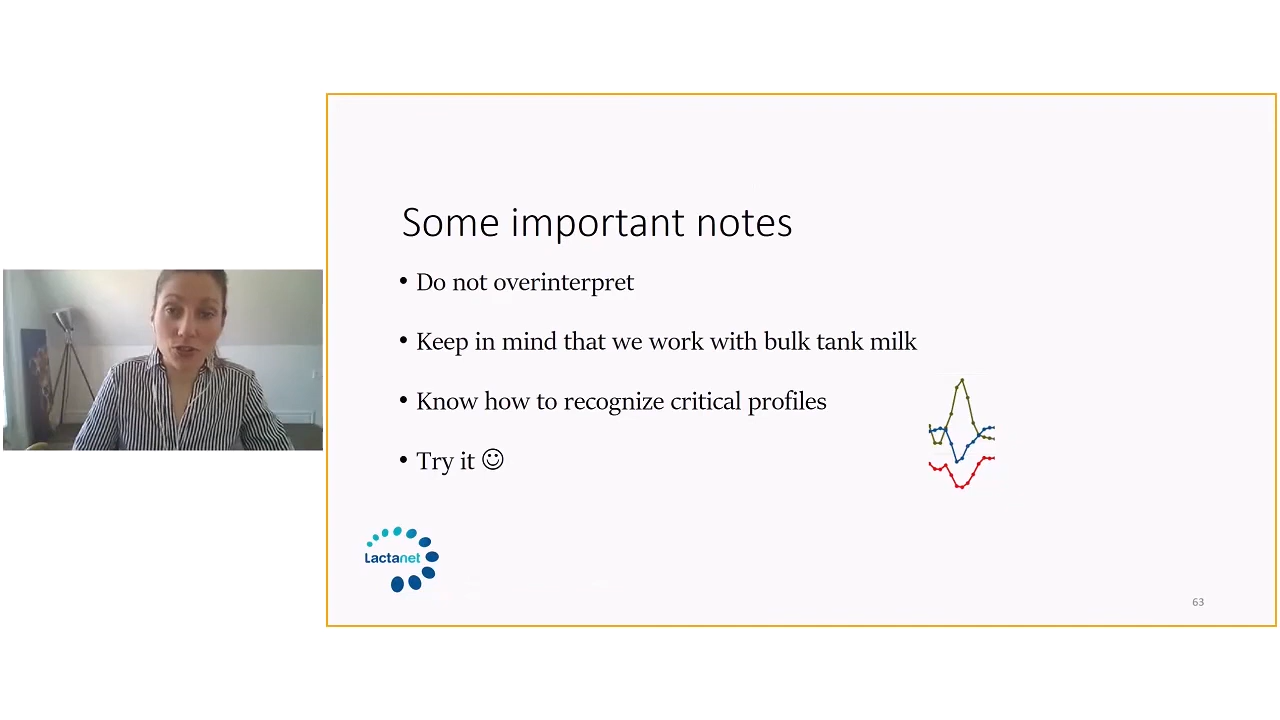 Some important notes
• Do not overinterpret
• Keep in mind that we work with bulk tank milk
• Know how to recognize critical profiles
• Try it ☺
Lactanet
63